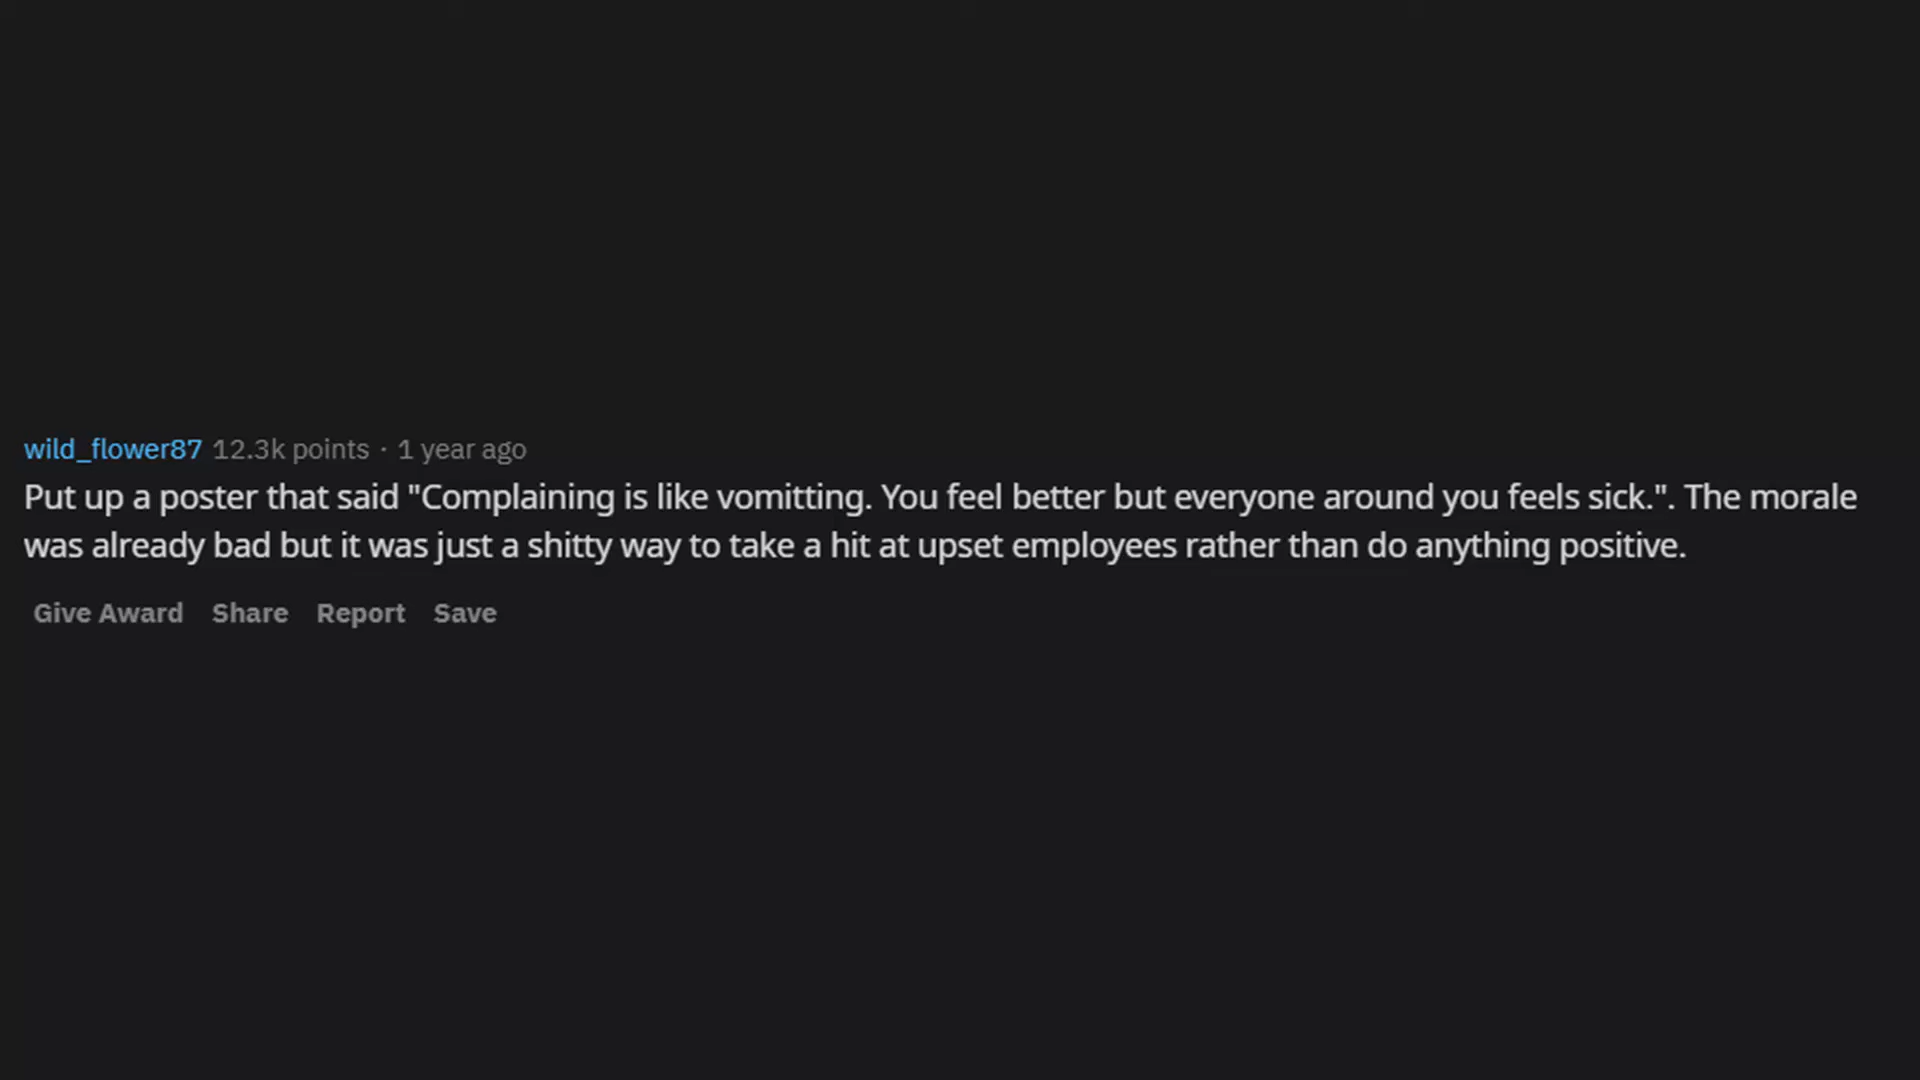 wild_flower87 12.3k points · 1 year ago
Put up a poster that said "Complaining is like vomitting. You feel better but everyone around you feels sick.". The morale
was already bad but it was just a shitty way to take a hit at upset employees rather than do anything positive.
Give Award Share Report Save